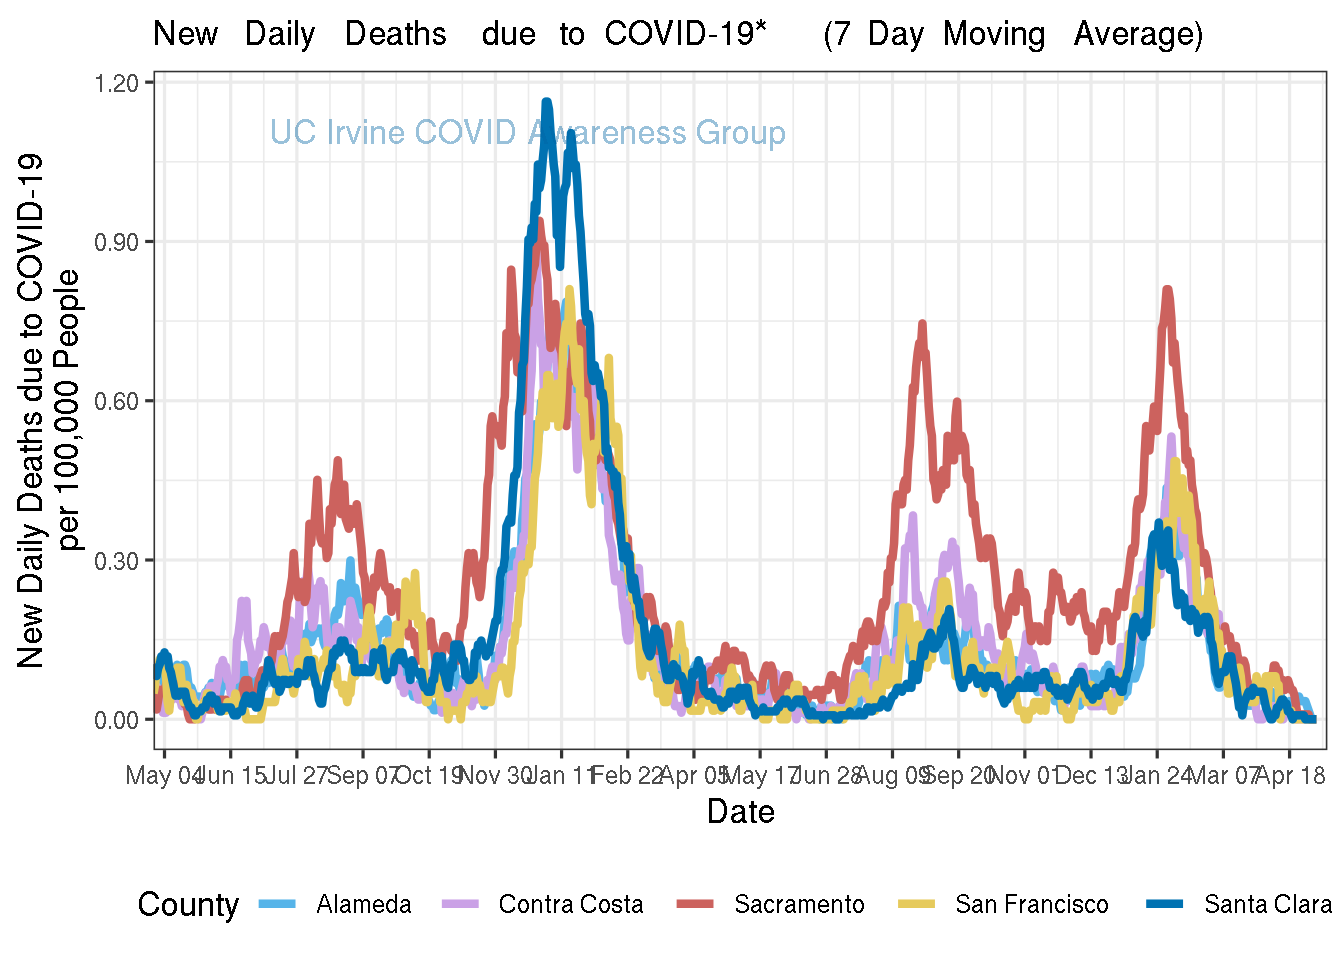 New Daily Deaths due to COVID-19* (7 Day Moving Average)
UC Irvine COVID Awareness Group
New Daily Deaths due to COVID-19
per 100,000 People
1.20
0.90
0.60
0.30
0.00
May 04 Jun 15 Jul 27 Sep 07 Oct 19 Nov 30 Jan 11 Feb 22 Apr 05 May 17 Jun 28 Aug 09 Sep 20 Nov 01 Dec 13 Jan 24 Mar 07 Apr 18
Date
County Alameda Contra Costa Sacramento San Francisco Santa Clara